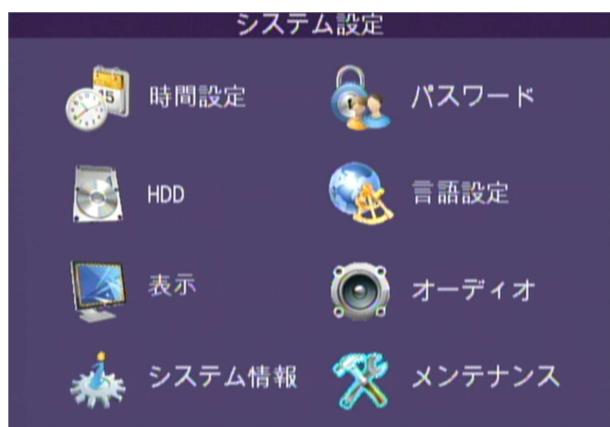 システム設定
時間設定
パスワード
HDD
言語設定
表示
オーディオ
システム情報
メンテナンス